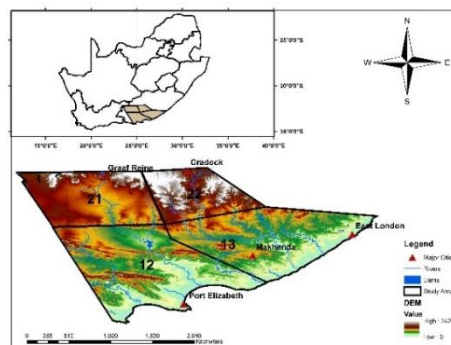 N
W E
S
25°0'0"S
30°0'0"S
35°0'0"S
15°0'0"E 20°0'0"E 25°0'0"E 30°0'0"E 35°0'0"E 40°0'0"E
Cradock
Graaf Reine
21
22
East London
13
Makhanda
12
Port Elizabeth
Legend
Major Cities
Rivers
Dams
Study Area
DEM
Value
Low : 0
Kilometers